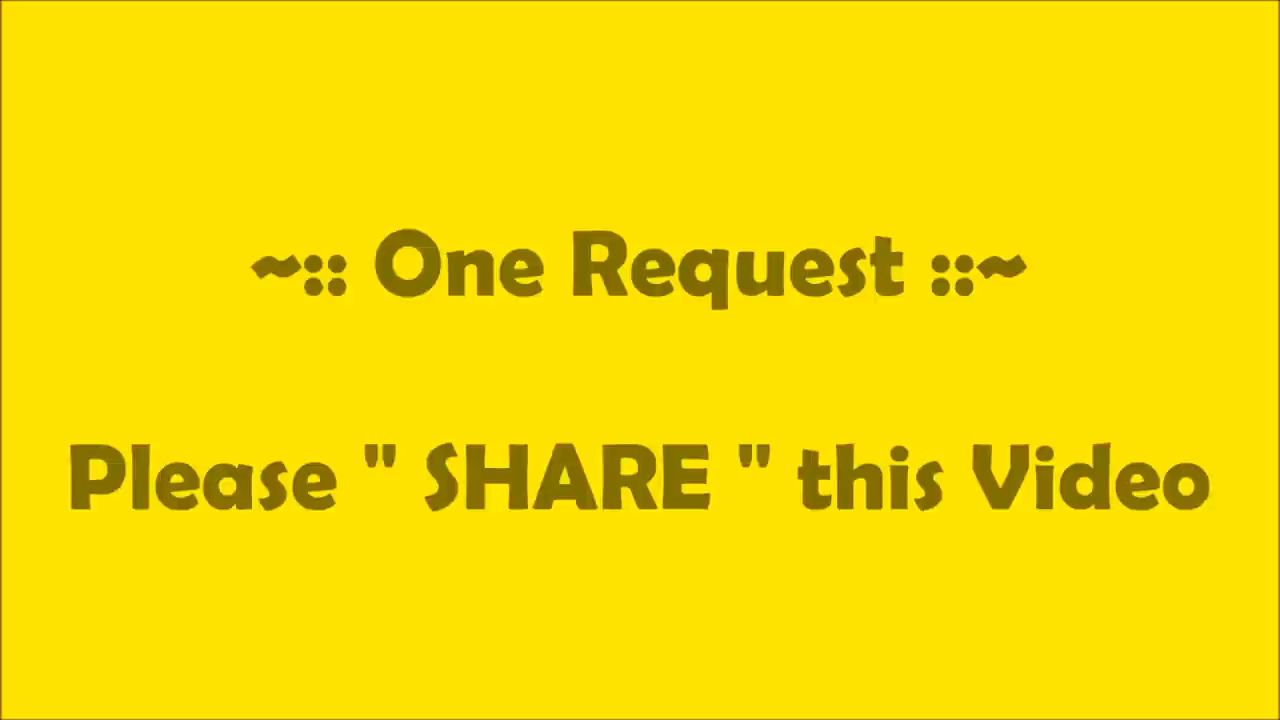 ~:: One Request ::~
Please " SHARE " this Video